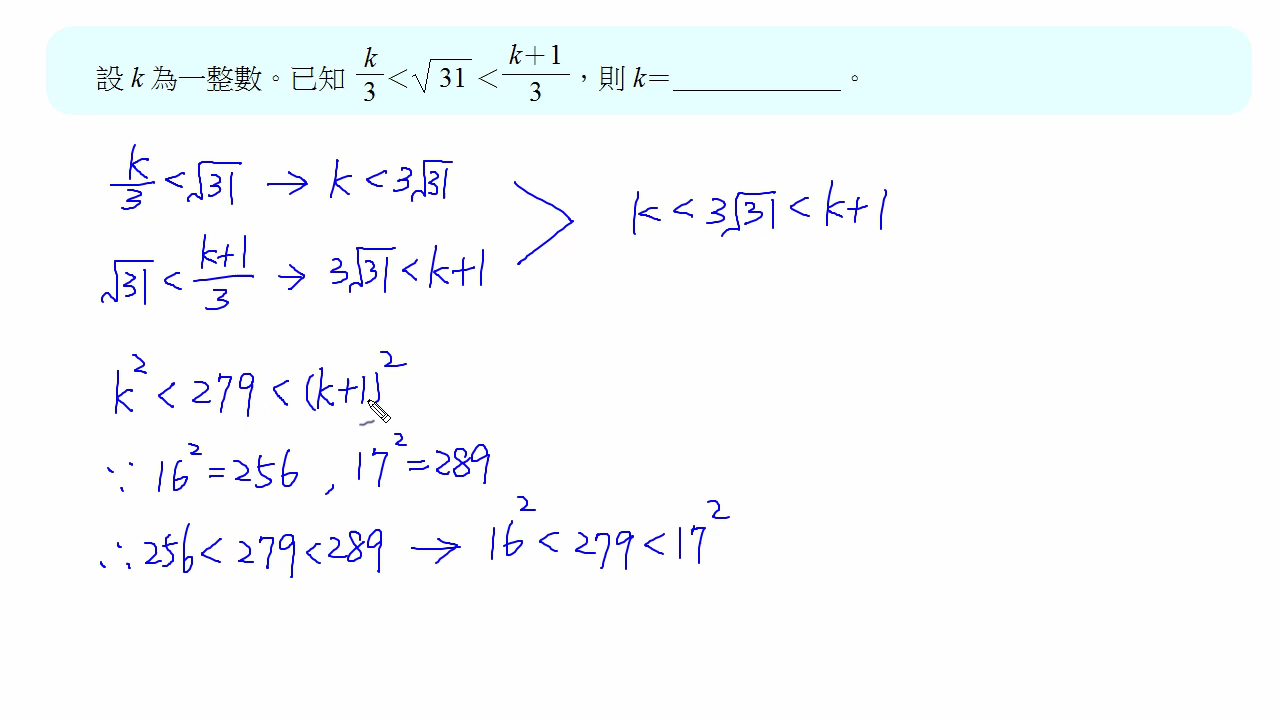 設 k 為一整數。已知 k/3 < √31 < (k+1)/3，則 k=____________。
k/3 < √31 → k < 3√31
√31 < (k+1)/3 → 3√31 < k+1
k < 3√31 < k+1
k² < 279 < (k+1)²
∵ 16² = 256 , 17² = 289
∴ 256 < 279 < 289 → 16² < 279 < 17²